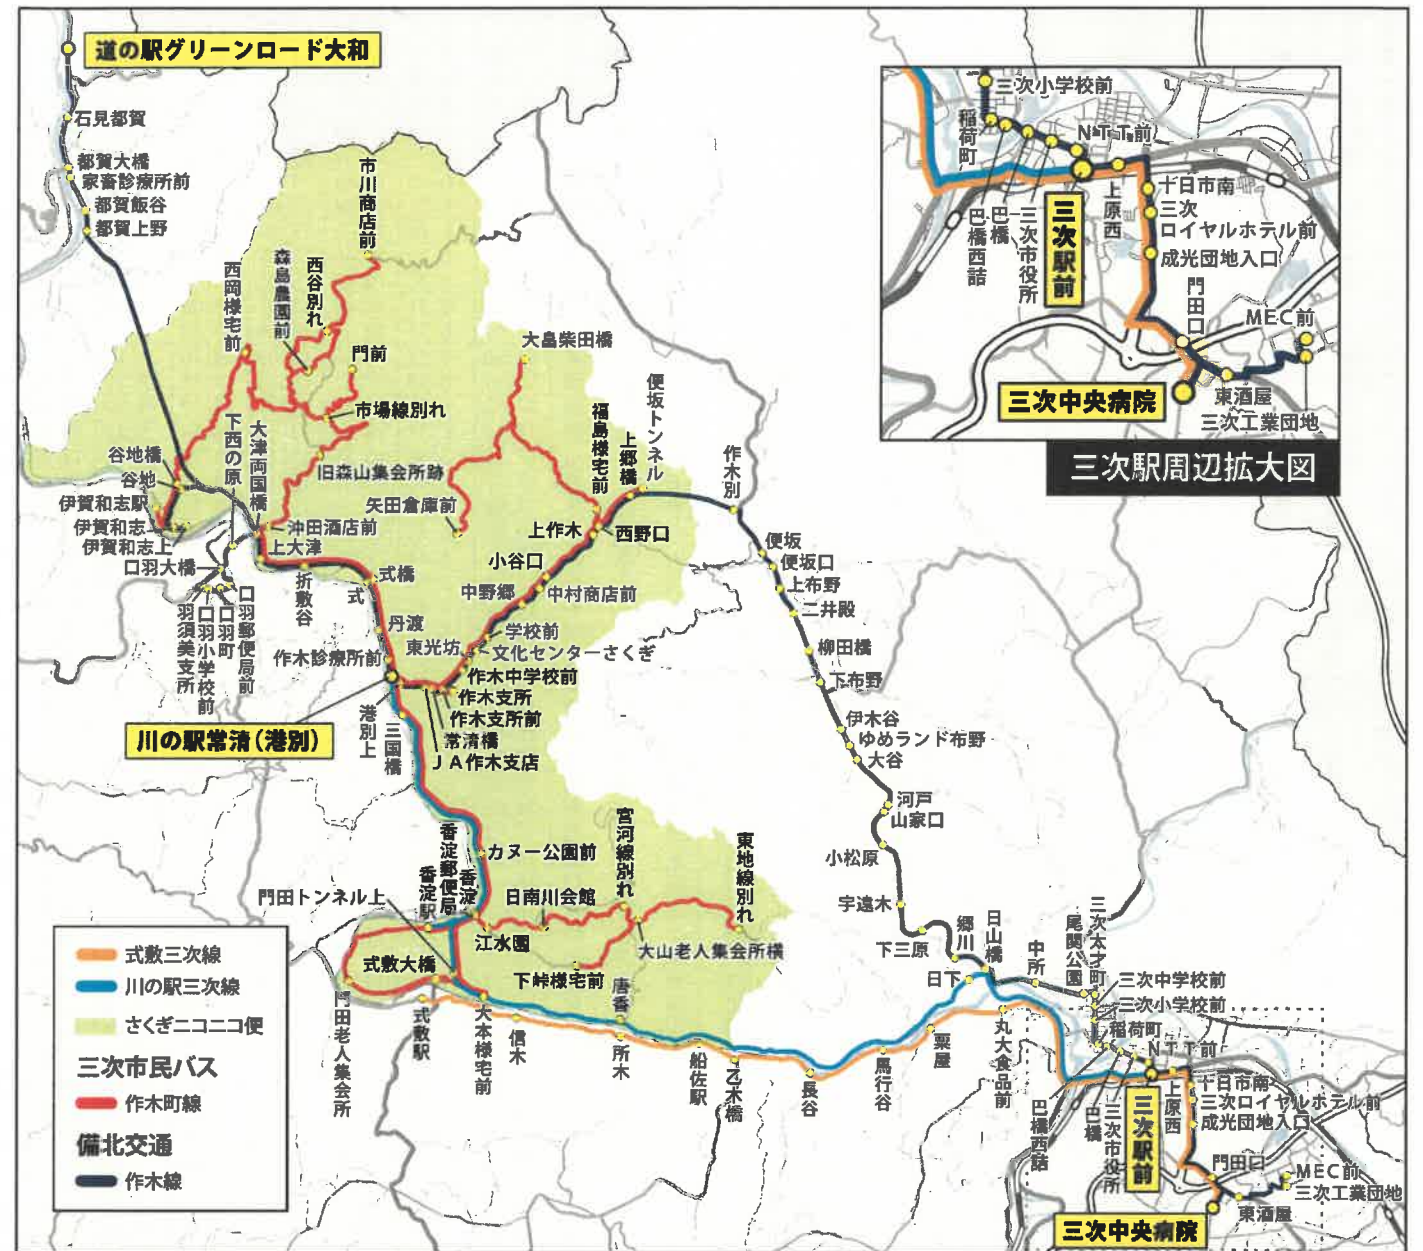 道の駅グリーンロード大和
石見都賀
都賀大橋
家畜診療所前
都賀飯谷
都賀上野
市川商店前
森島農園前
西谷別れ
西岡様宅前
門前
市場線別れ
大畠柴田橋
便坂トンネル
福島様宅前
上郷橋
作木別
下西の原
大津両国橋
谷地橋
谷地
伊賀和志駅
伊賀和志
伊賀和志上
旧森山集会所跡
矢田倉庫前
沖田酒店前
上大津
口羽大橋
上作木
西野口
小谷口
中野郷
中村商店前
折敷谷
式
式橋
丹渡
学校前
東光坊
文化センターさくぎ
作木診療所前
作木中学校前
作木支所
作木支所前
常清橋
JA作木支店
羽須美支所
口羽小学校前
口羽町
口羽郵便局前
川の駅常清(港別)
港別上
三国橋
便坂
便坂口
上布野
二井殿
柳田橋
下布野
伊木谷
ゆめランド布野
大谷
河戸
山家口
小松原
宇遠木
下三原
郷川
日山橋
日下
中所
尾関公園
三次太才町
三次中学校前
三次小学校前
稲荷町
NTT前
カヌー公園前
香淀郵便局
香淀
香淀駅
門田トンネル上
日南川会館
宮河線別れ
東地線別れ
江水園
大山老人集会所横
下峠様宅前
式敷大橋
門田老人集会所
式敷駅
大本様宅前
信木
唐香
所木
船佐駅
乙木橋
長谷
馬行谷
粟屋
丸大食品前
巴橋西詰
巴橋
三次市役所
三次駅前
上原西
十日市南
三次ロイヤルホテル前
成光団地入口
門田口
MEC前
三次工業団地
東酒屋
三次中央病院
三次小学校前
稲荷町
NTT前
巴橋西詰
巴橋
三次市役所
三次駅前
上原西
十日市南
三次
ロイヤルホテル前
成光団地入口
門田口
MEC前
東酒屋
三次工業団地
三次中央病院
三次駅周辺拡大図
式敷三次線
川の駅三次線
さくぎニコニコ便
三次市民バス
作木町線
備北交通
作木線